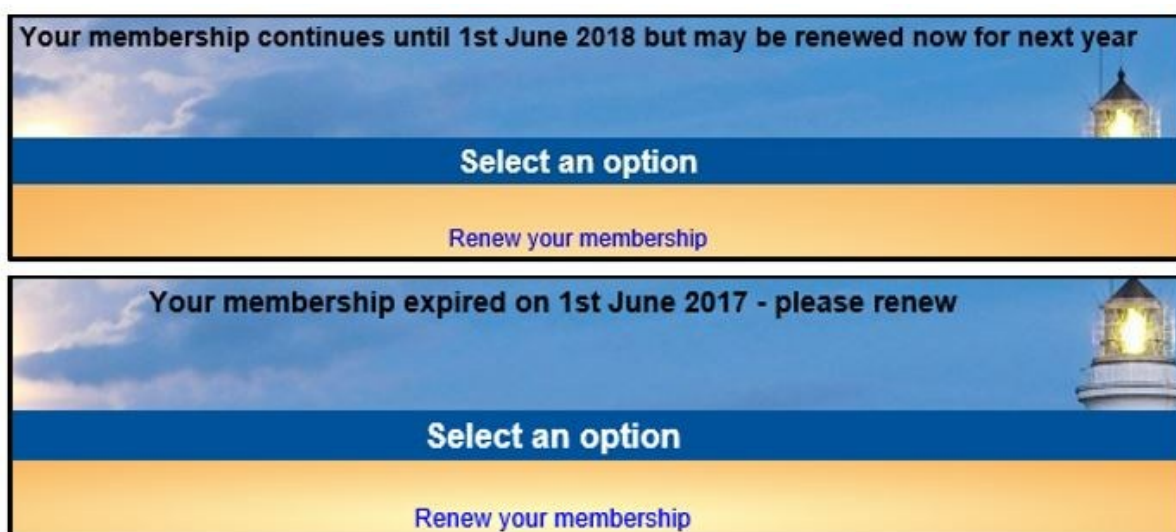 Your membership continues until 1st June 2018 but may be renewed now for next year
Select an option
Renew your membership
Your membership expired on 1st June 2017 - please renew
Select an option
Renew your membership